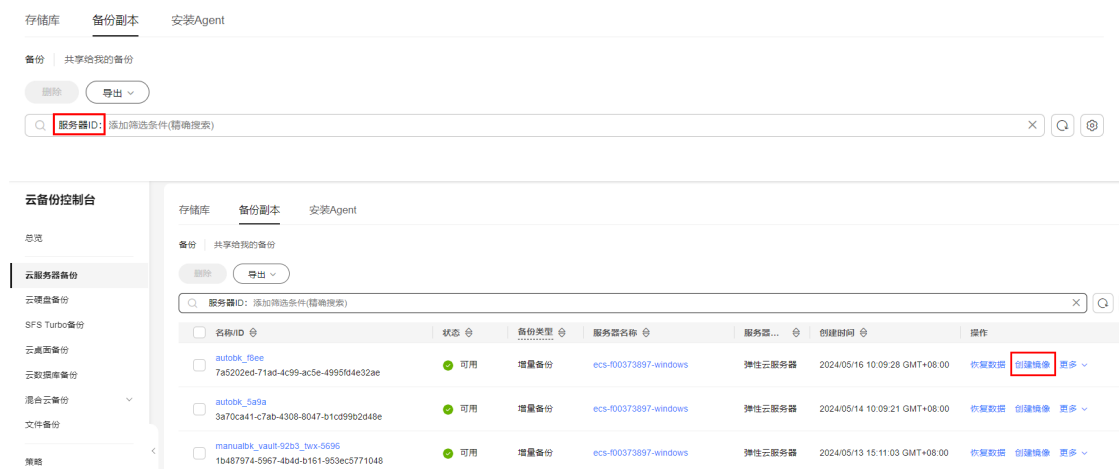 存储库 备份副本 安装Agent
备份 共享给我的备份
删除 导出
服务器ID: 添加筛选条件(精确搜索)
云备份控制台
总览
云服务器备份
云硬盘备份
SFS Turbo备份
云桌面备份
云数据库备份
混合云备份
文件备份
策略
存储库 备份副本 安装Agent
备份 共享给我的备份
删除 导出
服务器ID: 添加筛选条件(精确搜索)
名称/ID 状态 备份类型 服务器名称 服务器... 创建时间 操作
autobk_f8ee
7a5202ed-71ad-4c99-ac5e-4995fd4e32ae 可用 增量备份 ecs-f00373897-windows 弹性云服务器 2024/05/16 10:09:28 GMT+08:00 恢复数据 创建镜像 更多
autobk_5a9a
3a70ca41-c7ab-4308-8047-b1cd99b2d48e 可用 增量备份 ecs-f00373897-windows 弹性云服务器 2024/05/14 10:09:21 GMT+08:00 恢复数据 创建镜像 更多
manualbk_vault-92b3_twx-5696
1b487974-5967-4b4d-b161-953ec5771048 可用 增量备份 ecs-f00373897-windows 弹性云服务器 2024/05/13 15:11:03 GMT+08:00 恢复数据 创建镜像 更多